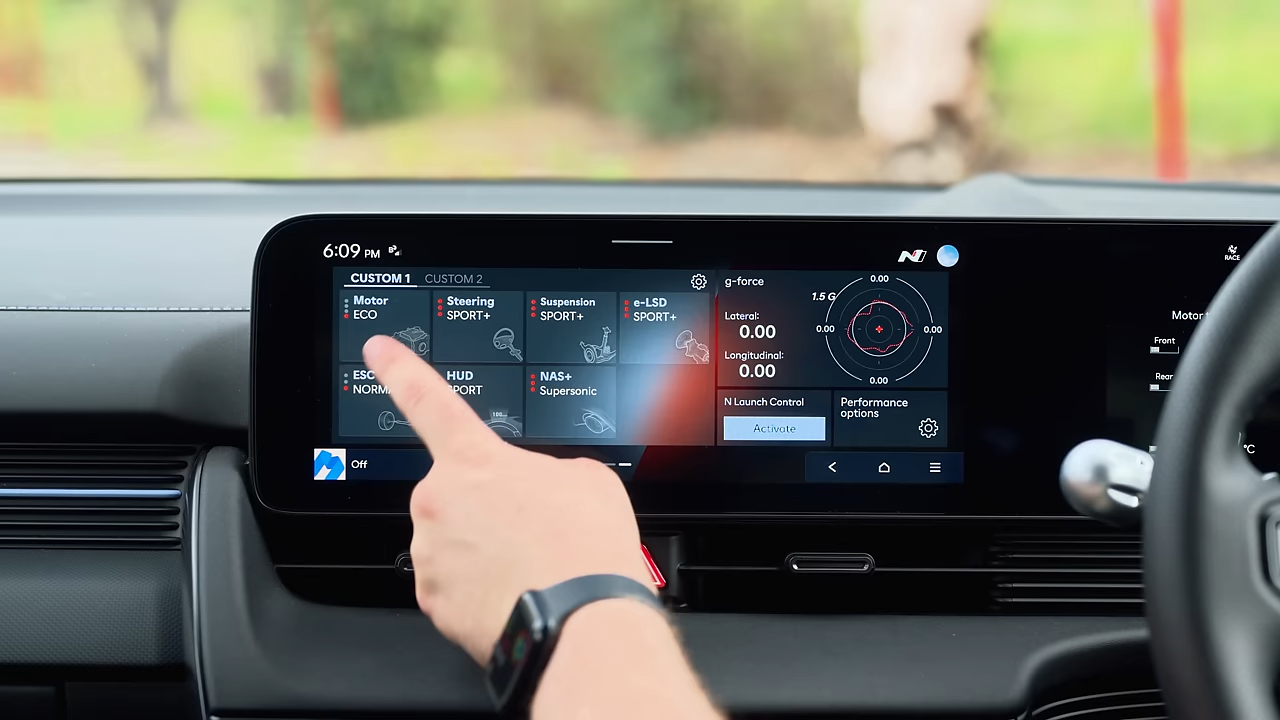 6:09 PM
N
RACE
CUSTOM 1 CUSTOM 2
Motor
ECO
Steering
SPORT+
Suspension
SPORT+
e-LSD
SPORT+
ESC
HUD
NAS+
Supersonic
g-force
0.00
1.5 G
0.00
0.00
0.00
Lateral:
0.00
Longitudinal:
0.00
N Launch Control
Activate
Performance
options
Off
Motor
Front
Rear
°C